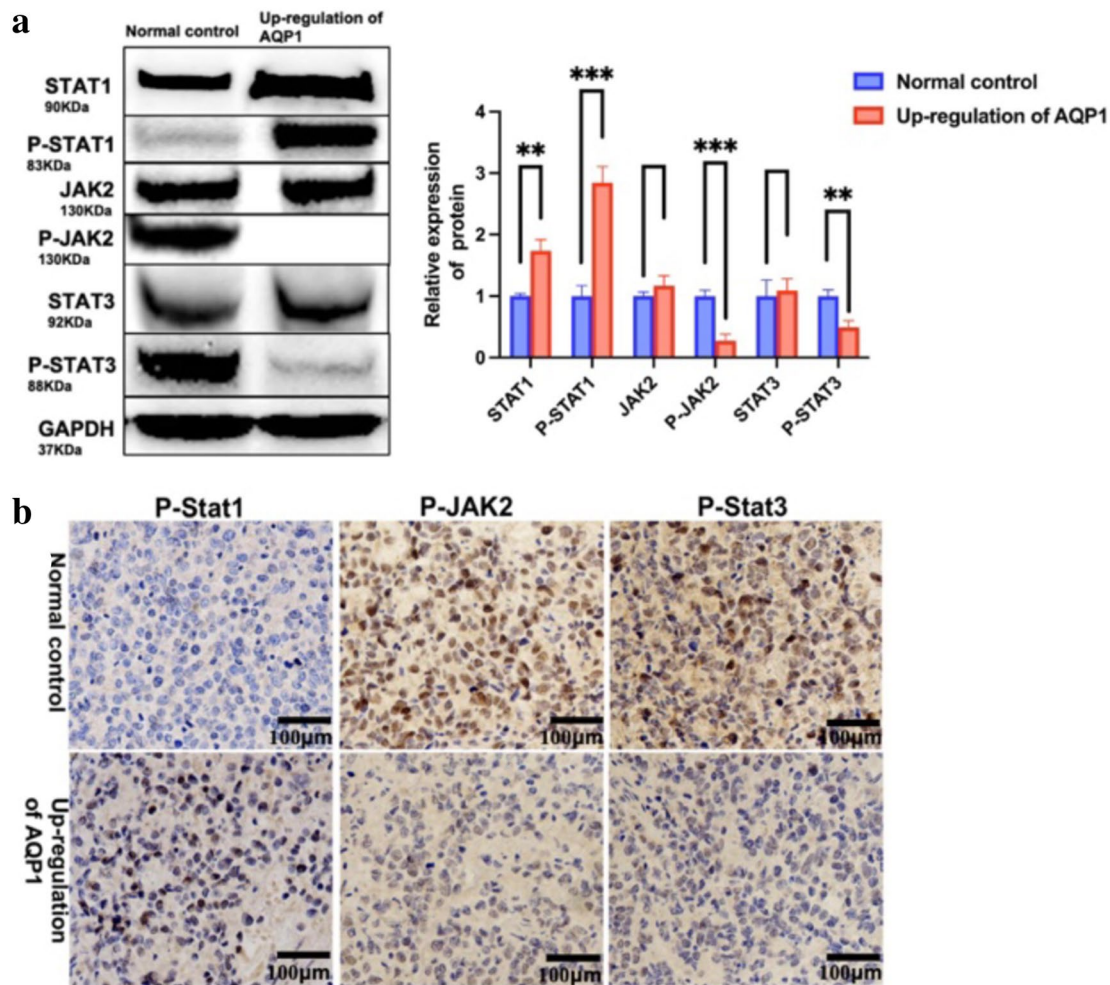 a
Normal control
Up-regulation of
AQP1
STAT1
90KDa
P-STAT1
83KDa
JAK2
130KDa
P-JAK2
130KDa
STAT3
92KDa
P-STAT3
88KDa
GAPDH
37KDa
Normal control
Up-regulation of AQP1
Relative expression
of protein
4
3
2
1
0
**
***
***
**
STAT1
P-STAT1
JAK2
P-JAK2
STAT3
P-STAT3
b
P-Stat1
P-JAK2
P-Stat3
Normal control
100μm
100μm
100μm
Up-regulation
of AQP1
100μm
100μm
100μm